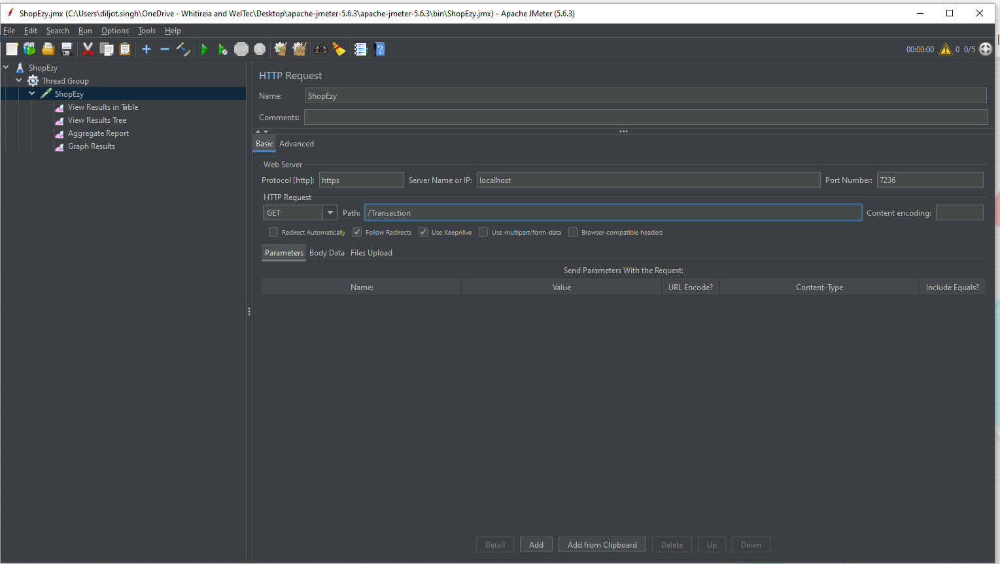 ShopEzy.jmx (C:\Users\diljot.singh\OneDrive - Whitireia and WelTec\Desktop\apache-jmeter-5.6.3\apache-jmeter-5.6.3\bin\ShopEzy.jmx) - Apache JMeter (5.6.3)
File Edit Search Run Options Tools Help
STOP ? 00:00:00 0 0/5
ShopEzy
Thread Group
ShopEzy
View Results in Table
View Results Tree
Aggregate Report
Graph Results
HTTP Request
Name: ShopEzy
Comments:
Basic Advanced
Web Server
Protocol [http]: https Server Name or IP: localhost Port Number: 7236
HTTP Request
GET Path: /Transaction Content encoding:
Redirect Automatically Follow Redirects Use KeepAlive Use multipart/form-data Browser-compatible headers
Parameters Body Data Files Upload
Send Parameters With the Request:
Name: Value URL Encode? Content-Type Include Equals?
Detail Add Add from Clipboard Delete Up Down